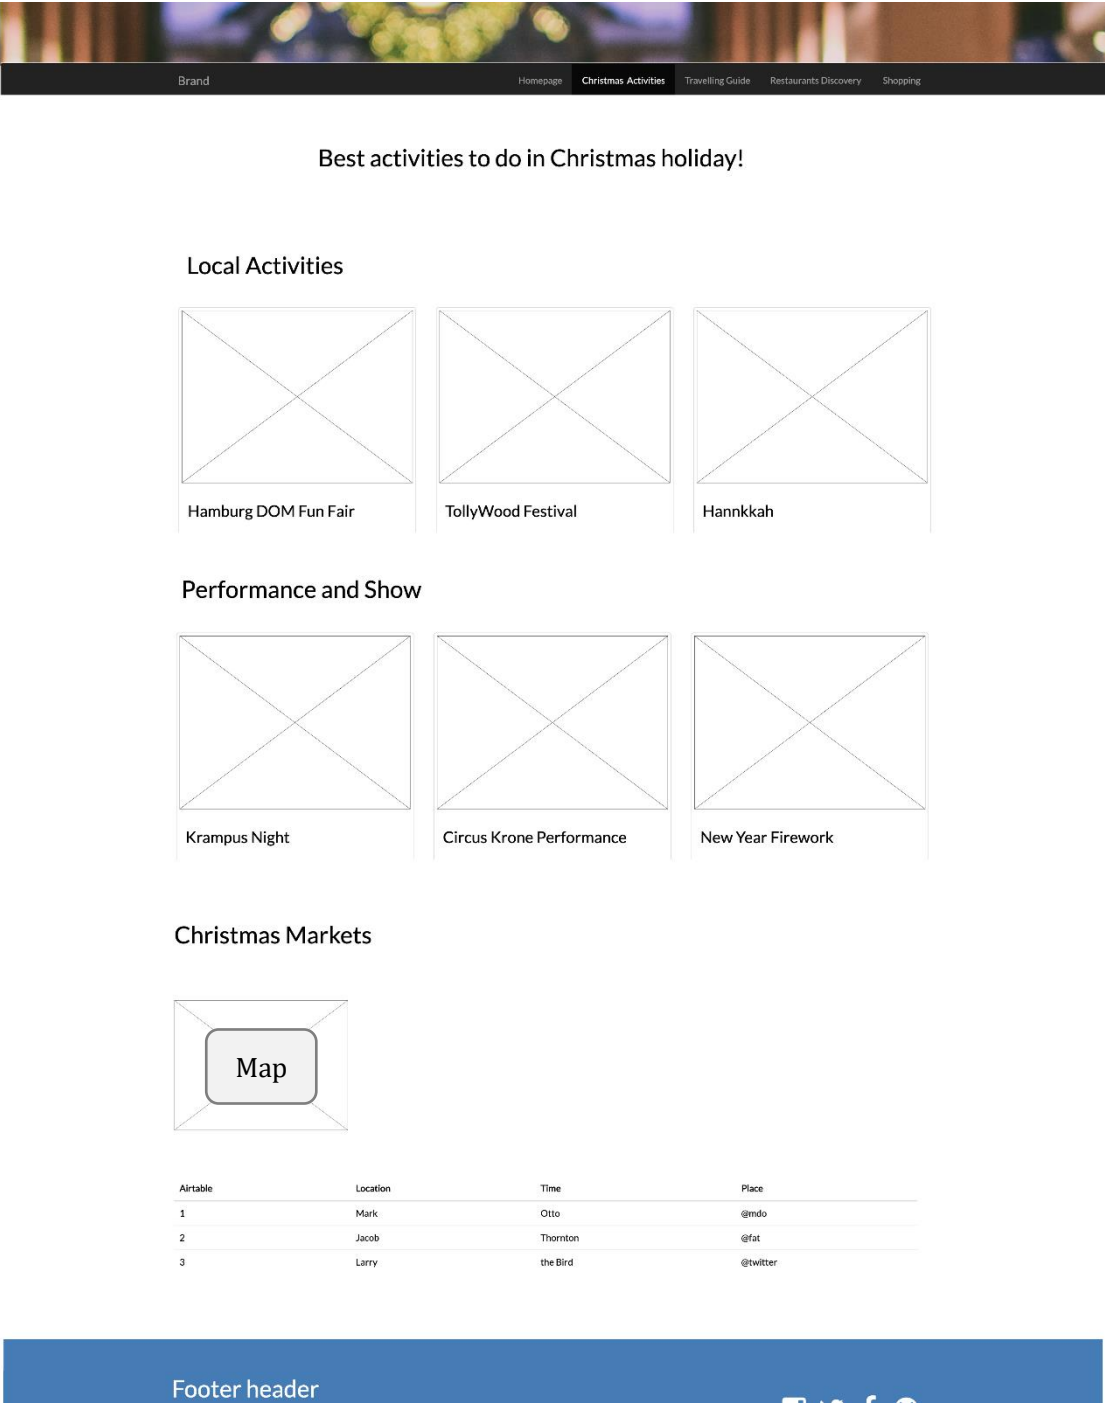 Brand Homepage Christmas Activities Travelling Guide Restaurants Discovery Shopping
Best activities to do in Christmas holiday!
Local Activities
Hamburg DOM Fun Fair TollyWood Festival Hannkkah
Performance and Show
Krampus Night Circus Krone Performance New Year Firework
Christmas Markets
Map
Airtable Location Time Place
1 Mark Otto @mdo
2 Jacob Thornton @fat
3 Larry the Bird @twitter
Footer header